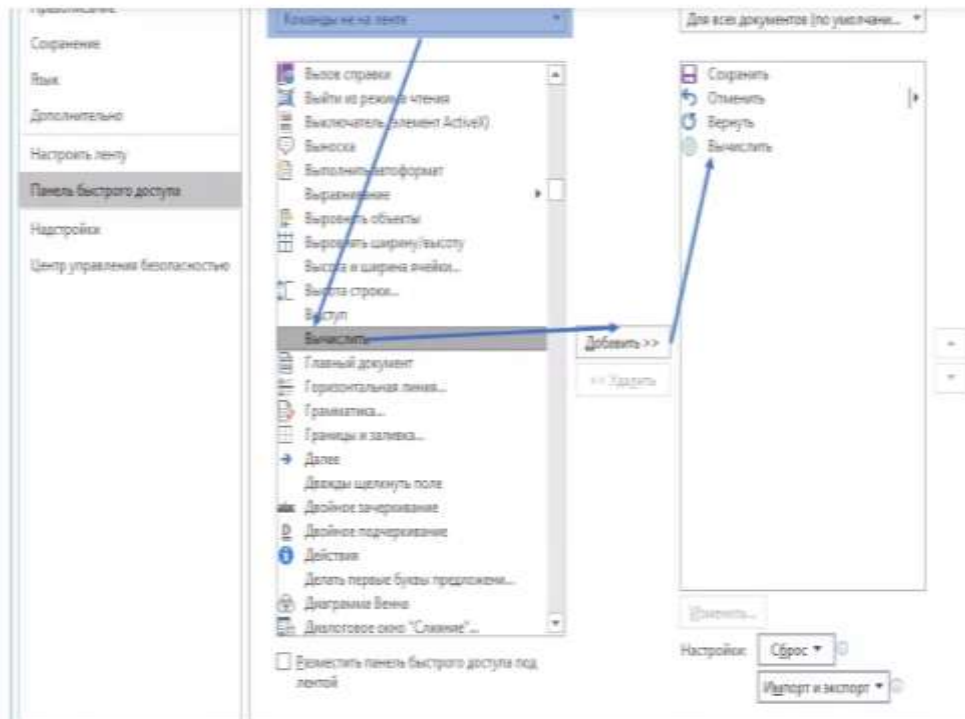 Правописание
Сохранение
Язык
Дополнительно
Настроить ленту
Панель быстрого доступа
Надстройки
Центр управления безопасностью
Команды не на ленте
Вызов справки
Выйти из режима чтения
Выключатель (элемент ActiveX)
Выноска
Выполнить автоформат
Выравнивание
Выровнять объекты
Выровнять ширину/высоту
Высота и ширина ячейки...
Высота строки...
Выступ
Вычислить
Главный документ
Горизонтальная линия...
Грамматика...
Границы и заливка...
Далее
Дважды щелкнуть поле
abc Двойное зачеркивание
D Двойное подчеркивание
Действия
Делать первые буквы предложени...
Диаграмма Венна
Диалоговое окно "Слияние"...
Разместить панель быстрого доступа под
лентой
Добавить >>
<< Удалить
Для всех документов (по умолчани...
Сохранить
Отменить
Вернуть
Вычислить
Изменить...
Настройки:
Сброс
Импорт и экспорт